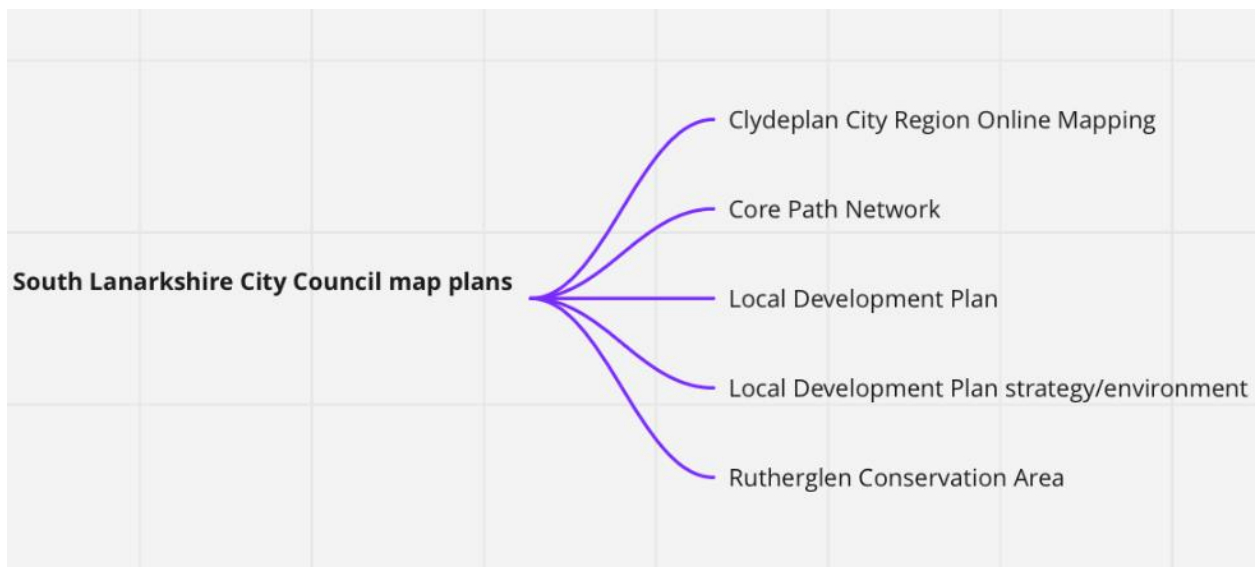 South Lanarkshire City Council map plans
Clydeplan City Region Online Mapping
Core Path Network
Local Development Plan
Local Development Plan strategy/environment
Rutherglen Conservation Area